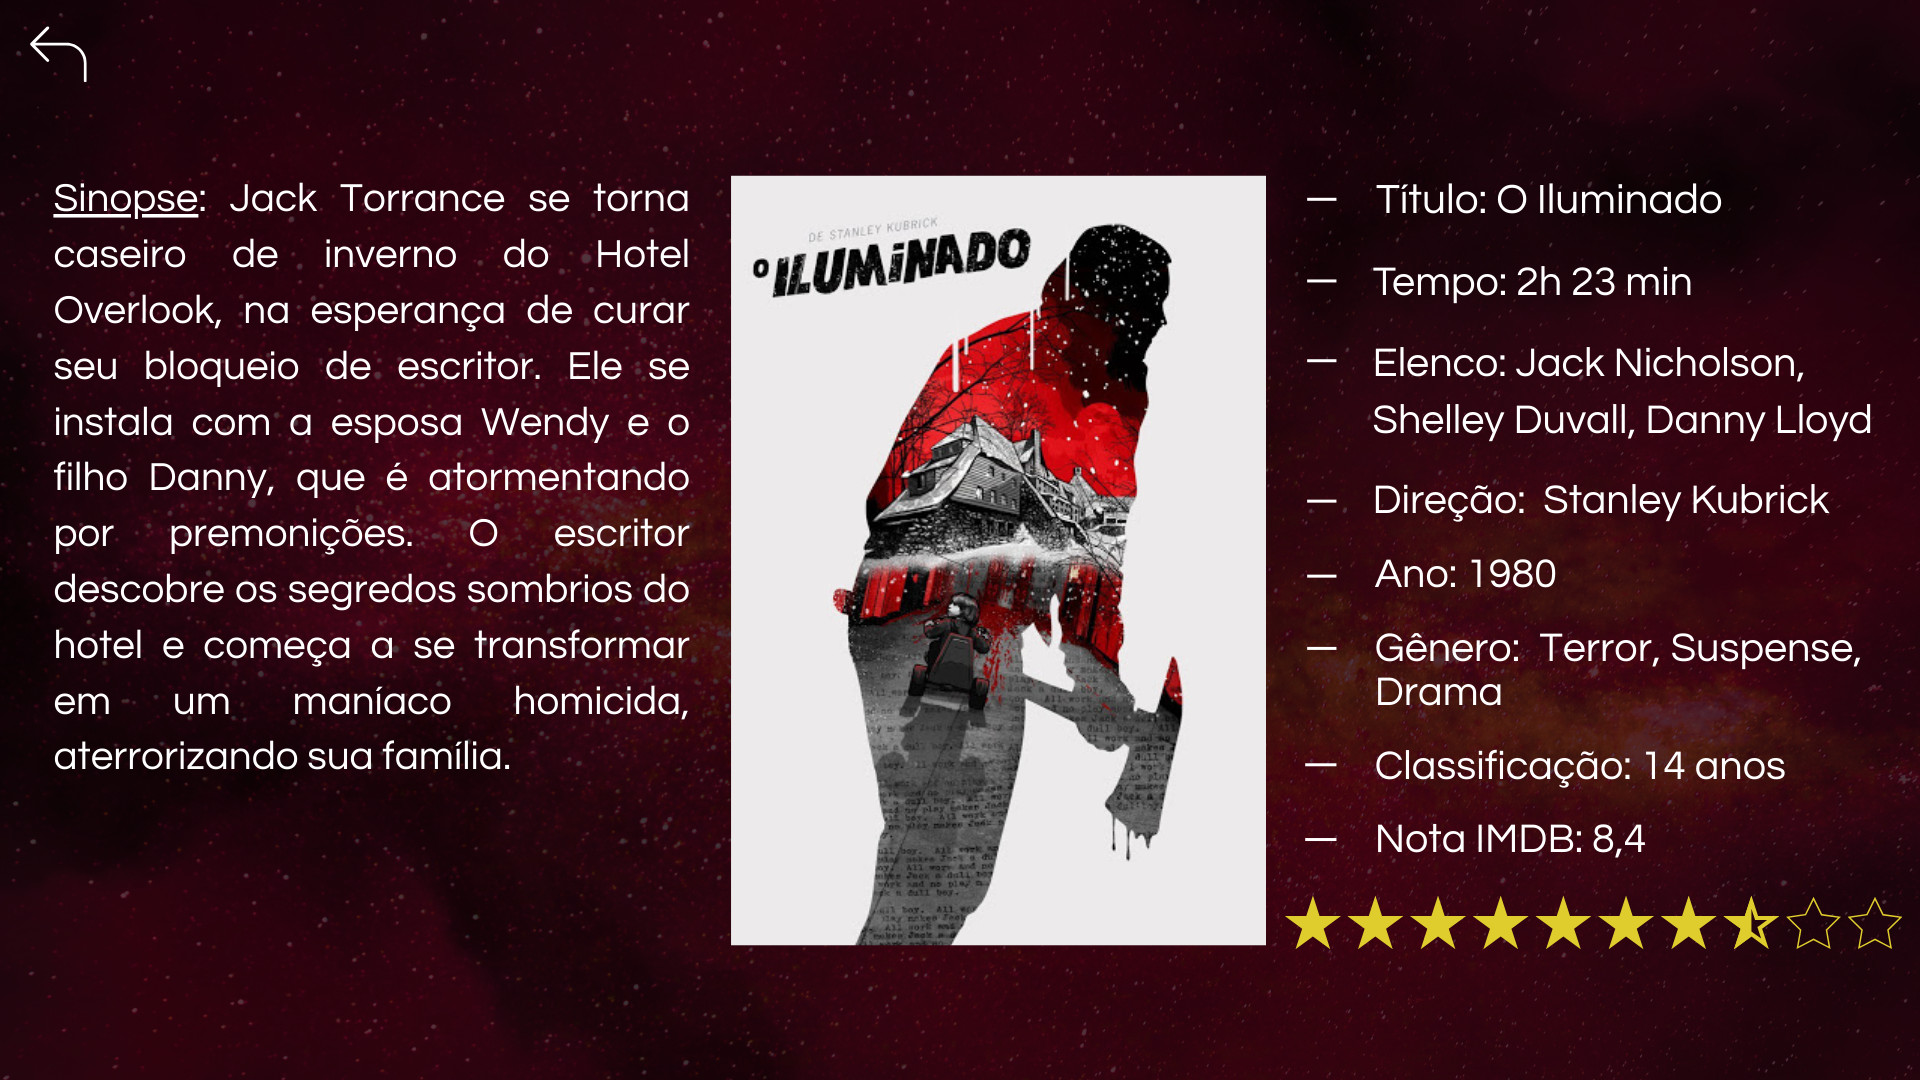 Sinopse: Jack Torrance se torna
caseiro de inverno do Hotel
Overlook, na esperança de curar
seu bloqueio de escritor. Ele se
instala com a esposa Wendy e o
filho Danny, que é atormentando
por premonições. O escritor
descobre os segredos sombrios do
hotel e começa a se transformar
em um maníaco homicida,
aterrorizando sua família.
DE STANLEY KUBRICK
O ILUMiNADO
— Título: O Iluminado
— Tempo: 2h 23 min
— Elenco: Jack Nicholson,
Shelley Duvall, Danny Lloyd
— Direção: Stanley Kubrick
— Ano: 1980
— Gênero: Terror, Suspense,
Drama
— Classificação: 14 anos
— Nota IMDB: 8,4